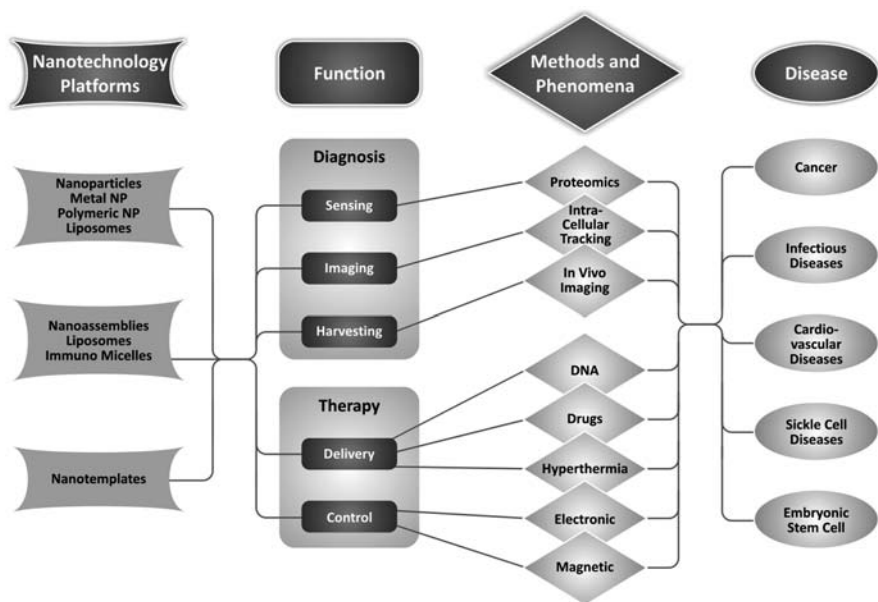 Nanotechnology
Platforms
Function
Methods and
Phenomena
Disease
Nanoparticles
Metal NP
Polymeric NP
Liposomes
Nanoassemblies
Liposomes
Immuno Micelles
Nanotemplates
Diagnosis
Sensing
Imaging
Harvesting
Therapy
Delivery
Control
Proteomics
Intra-
Cellular
Tracking
In Vivo
Imaging
DNA
Drugs
Hyperthermia
Electronic
Magnetic
Cancer
Infectious
Diseases
Cardio-
vascular
Diseases
Sickle Cell
Diseases
Embryonic
Stem Cell